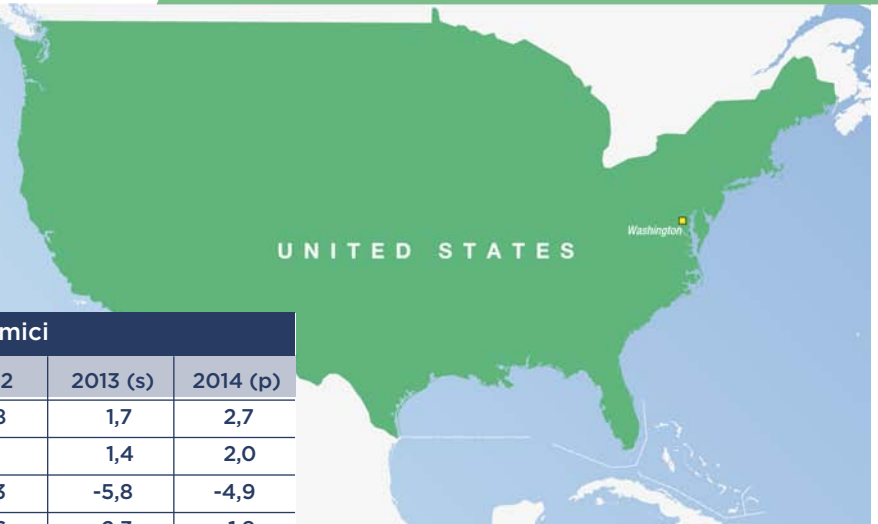 UNITED STATES
Washington
mici
2 2013 (s) 2014 (p)
1,7 2,7
1,4 2,0
3 -5,8 -4,9